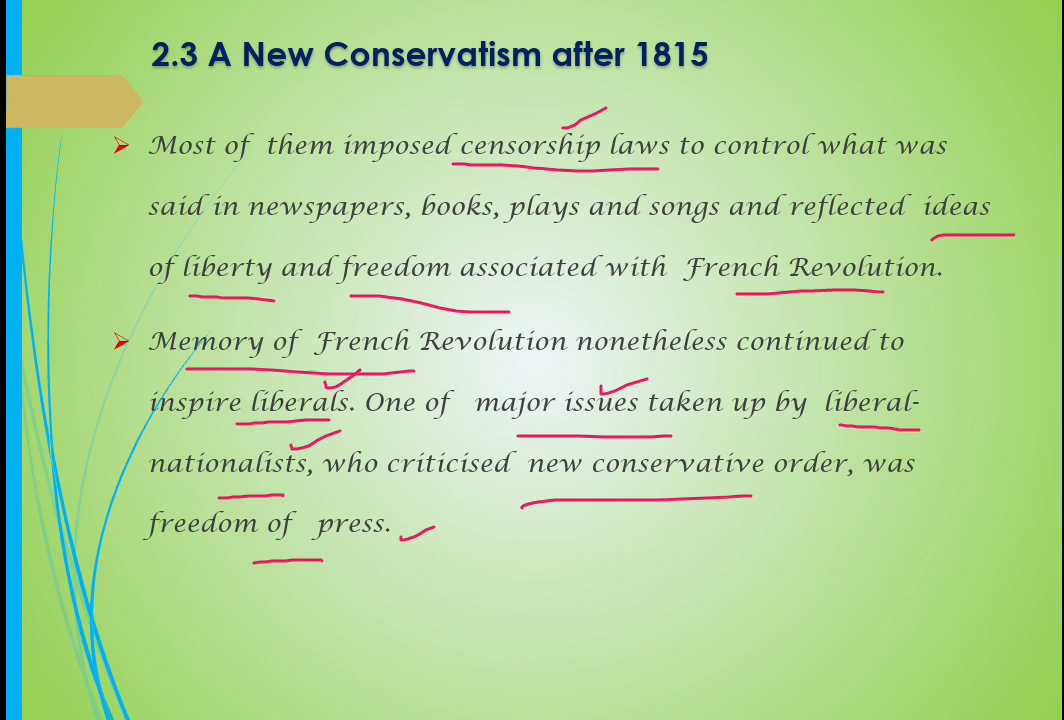 2.3 A New Conservatism after 1815
Most of them imposed censorship laws to control what was
said in newspapers, books, plays and songs and reflected ideas
of liberty and freedom associated with French Revolution.
Memory of French Revolution nonetheless continued to
inspire liberals. One of major issues taken up by liberal-
nationalists, who criticised new conservative order, was
freedom of press.